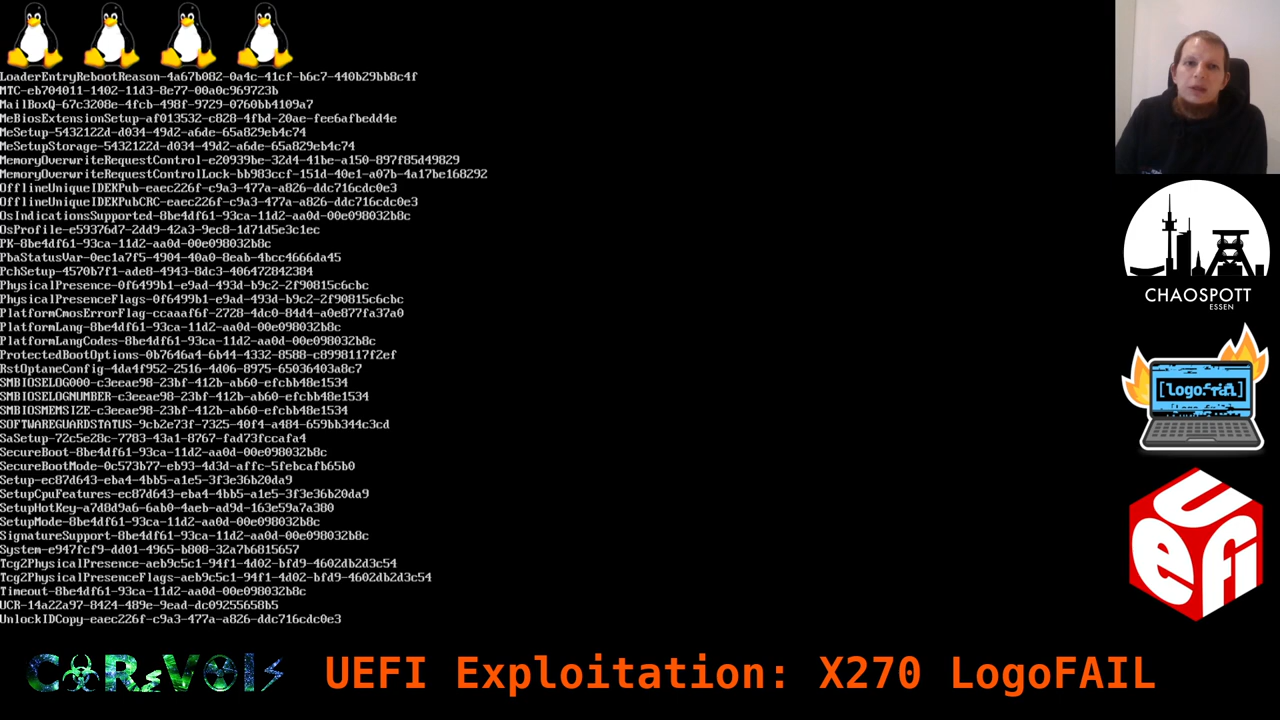 LoaderEntryRebootReason-4a67b082-0a4c-41cf-b6c7-440b29bb8c4f
MTC-eb704011-1402-11d3-8e77-00a0c969723b
MailBoxQ-67c3208e-4fcb-498f-9729-0760bb4109a7
MeBiosExtensionSetup-af013532-c828-4fbd-20ae-fee6afbedd4e
MeSetup-5432122d-d034-49d2-a6de-65a829eb4c74
MeSetupStorage-5432122d-d034-49d2-a6de-65a829eb4c74
MemoryOverwriteRequestControl-e20939be-32d4-41be-a150-897f85d49829
MemoryOverwriteRequestControlLock-bb983ccf-151d-40e1-a07b-4a17be168292
OfflineUniqueIDEKPub-eaec226f-c9a3-477a-a826-ddc716cdc0e3
OfflineUniqueIDEKPubCRC-eaec226f-c9a3-477a-a826-ddc716cdc0e3
OsIndicationsSupported-8be4df61-93ca-11d2-aa0d-00e098032b8c
OsProfile-e59376d7-2dd9-42a3-9ec8-1d71d5e3c1ec
PK-8be4df61-93ca-11d2-aa0d-00e098032b8c
PbaStatusVar-0ec1a7f5-4904-40a0-8eab-4bcc4666da45
PchSetup-4570b7f1-ade8-4943-8dc3-406472842384
PhysicalPresence-0f6499b1-e9ad-493d-b9c2-2f90815c6cbc
PhysicalPresenceFlags-0f6499b1-e9ad-493d-b9c2-2f90815c6cbc
PlatformCmosErrorFlag-ccaaaf6f-2728-4dc0-84d4-a0e877fa37a0
PlatformLang-8be4df61-93ca-11d2-aa0d-00e098032b8c
PlatformLangCodes-8be4df61-93ca-11d2-aa0d-00e098032b8c
ProtectedBootOptions-0b7646a4-6b44-4332-8588-c8998117f2ef
RstOptaneConfig-4da4f952-2516-4d06-8975-65036403a8c7
SMBIOSELOG000-c3eeae98-23bf-412b-ab60-efcbb48e1534
SMBIOSELOGNUMBER-c3eeae98-23bf-412b-ab60-efcbb48e1534
SMBIOSMEMSIZE-c3eeae98-23bf-412b-ab60-efcbb48e1534
SOFTWAREGUARDSTATUS-9cb2e73f-7325-40f4-a484-659bb344c3cd
SaSetup-72c5e28c-7783-43a1-8767-fad73fccafa4
SecureBoot-8be4df61-93ca-11d2-aa0d-00e098032b8c
SecureBootMode-0c573b77-eb93-4d3d-affc-5febcafb65b0
Setup-ec87d643-eba4-4bb5-a1e5-3f3e36b20da9
SetupCpuFeatures-ec87d643-eba4-4bb5-a1e5-3f3e36b20da9
SetupHotKey-a7d8d9a6-6ab0-4aeb-ad9d-163e59a7a380
SetupMode-8be4df61-93ca-11d2-aa0d-00e098032b8c
SignatureSupport-8be4df61-93ca-11d2-aa0d-00e098032b8c
System-e947fcf9-dd01-4965-b808-32a7b6815657
Tcg2PhysicalPresence-aeb9c5c1-94f1-4d02-bfd9-4602db2d3c54
Tcg2PhysicalPresenceFlags-aeb9c5c1-94f1-4d02-bfd9-4602db2d3c54
Timeout-8be4df61-93ca-11d2-aa0d-00e098032b8c
UCR-14a22a97-8424-489e-9ead-dc09255658b5
UnlockIDCopy-eaec226f-c9a3-477a-a826-ddc716cdc0e3
CHAOSPOTT
ESSEN
[logofail]
UEFI
UEFI Exploitation: X270 LogoFAIL